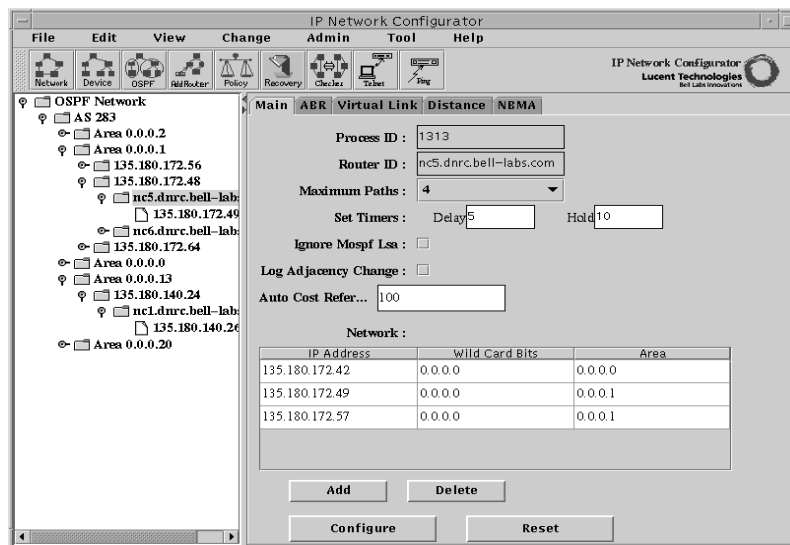 IP Network Configurator
File Edit View Change Admin Tool Help
Network Device OSPF AddRouter Policy Recovery Checker Telnet Ping
IP Network Configurator
Lucent Technologies
Bell Labs Innovations
OSPF Network
AS 283
Area 0.0.0.2
Area 0.0.0.1
135.180.172.56
135.180.172.48
nc5.dnrc.bell-labs
135.180.172.49
nc6.dnrc.bell-labs
135.180.172.64
Area 0.0.0.0
Area 0.0.0.13
135.180.140.24
nc1.dnrc.bell-labs
135.180.140.26
Area 0.0.0.20
Main ABR Virtual Link Distance NBMA
Process ID : 1313
Router ID : nc5.dnrc.bell-labs.com
Maximum Paths : 4
Set Timers : Delay 5 Hold 10
Ignore Mospf Lsa :
Log Adjacency Change :
Auto Cost Refer... 100
Network :
IP Address Wild Card Bits Area
135.180.172.42 0.0.0.0 0.0.0.0
135.180.172.49 0.0.0.0 0.0.0.1
135.180.172.57 0.0.0.0 0.0.0.1
Add Delete
Configure Reset